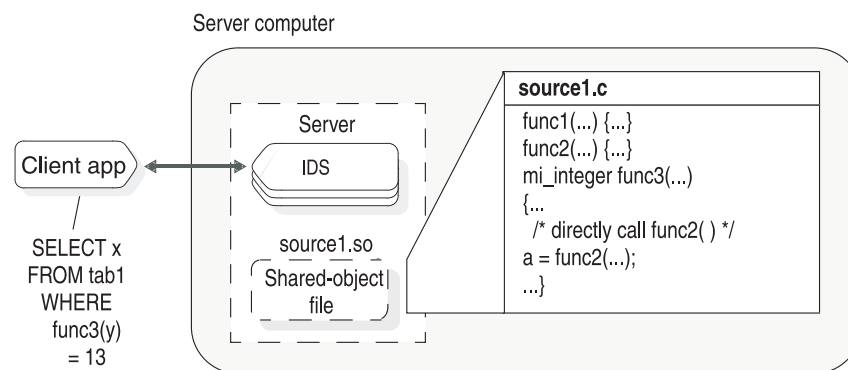 Server computer
Server
IDS
Client app
SELECT x
FROM tab1
WHERE
func3(y)
= 13
source1.so
Shared-object
file
source1.c
func1(...) {...}
func2(...) {...}
mi_integer func3(...)
{...
/* directly call func2( ) */
a = func2(...);
...}